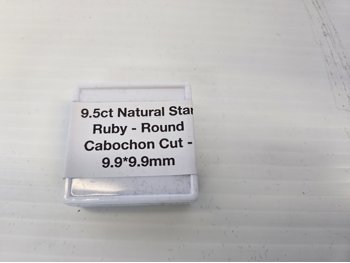 9.5ct Natural Star
Ruby - Round
Cabochon Cut -
9.9*9.9mm